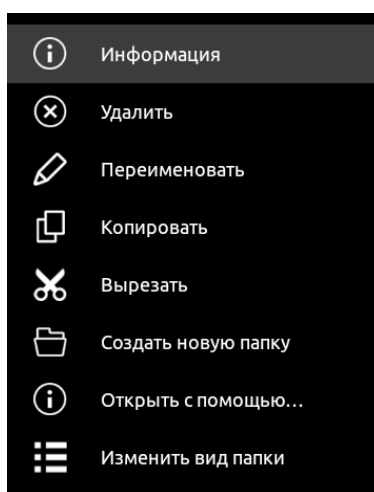 Информация
Удалить
Переименовать
Копировать
Вырезать
Создать новую папку
Открыть с помощью...
Изменить вид папки